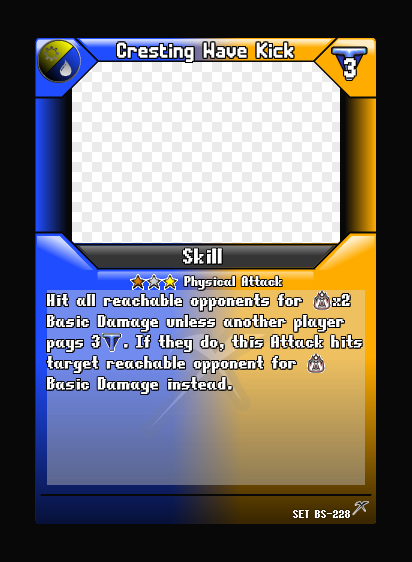 Cresting Wave Kick
3
Skill
Physical Attack
Hit all reachable opponents for x2
Basic Damage unless another player
pays 3. If they do, this Attack hits
target reachable opponent for
Basic Damage instead.
SET BS-228